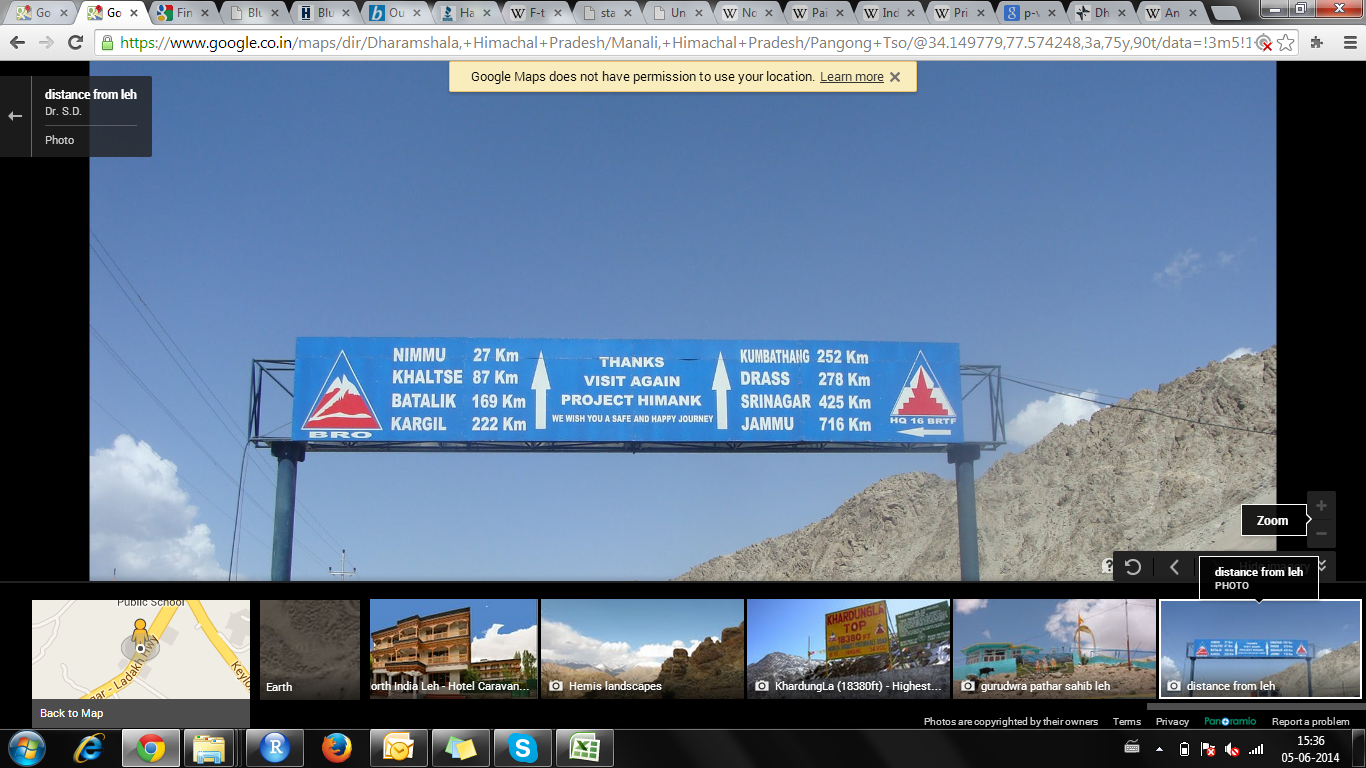 Go
Go
Fin
Blu
Blu
Ou
Ha
F-t
sta
Un
No
Pai
Ind
Pri
p-v
Dh
An
https://www.google.co.in/maps/dir/Dharamshala,+Himachal+Pradesh/Manali,+Himachal+Pradesh/Pangong+Tso/@34.149779,77.574248,3a,75y,90t/data=!3m5!1
Google Maps does not have permission to use your location. Learn more
distance from leh
Dr. S.D.
Photo
NIMMU 27 Km
KHALTSE 87 Km
BATALIK 169 Km
KARGIL 222 Km
BRO
THANKS
VISIT AGAIN
PROJECT HIMANK
WE WISH YOU A SAFE AND HAPPY JOURNEY
KUMBATHANG 252 Km
DRASS 278 Km
SRINAGAR 425 Km
JAMMU 716 Km
HQ 16 BRTF
Zoom
distance from leh
PHOTO
Public School
ar - Ladakh Hwy
Keylo
Back to Map
Earth
orth India Leh - Hotel Caravan...
Hemis landscapes
KHARDUNGLA
TOP
18380 FT
KhardungLa (18380ft) - Highest...
gurudwra pathar sahib leh
distance from leh
Photos are copyrighted by their owners Terms Privacy Panoramio Report a problem
15:36
05-06-2014